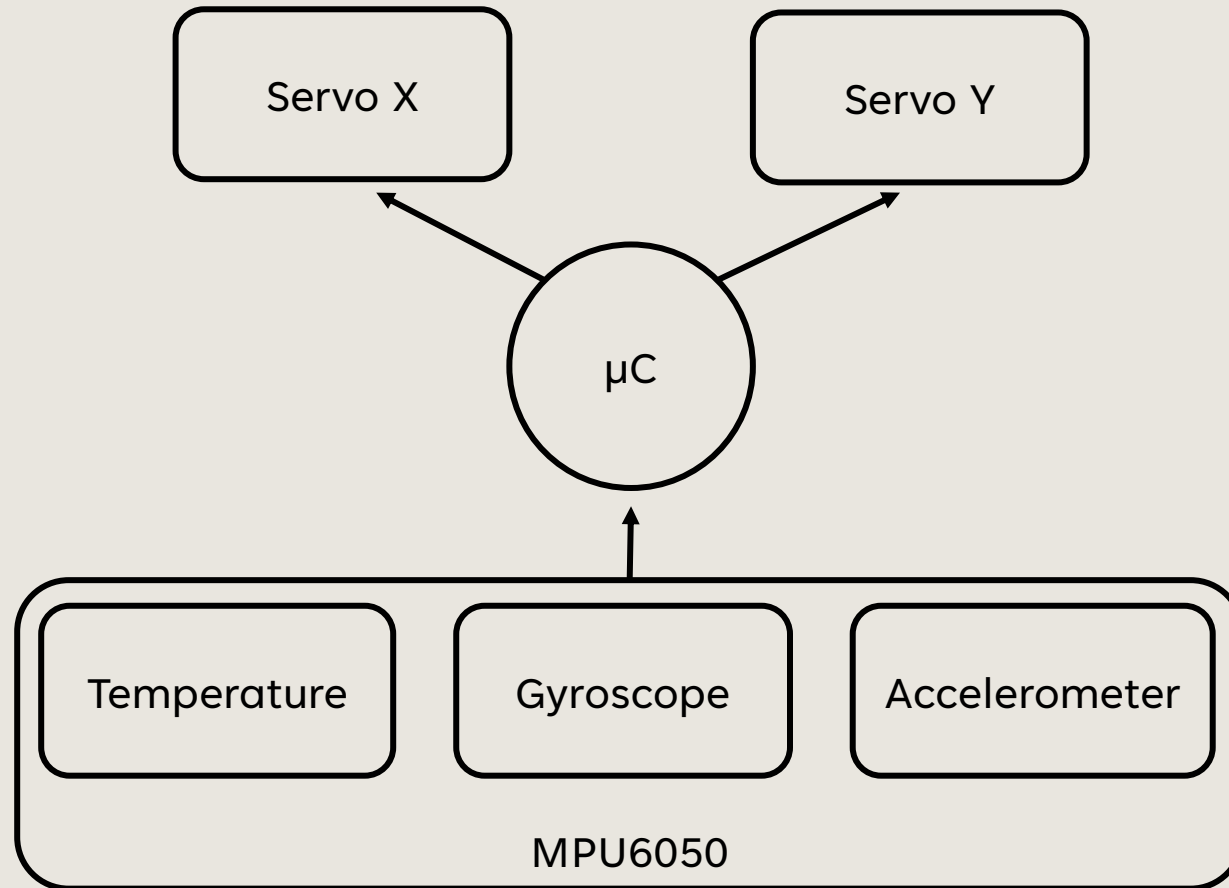 Servo X
Servo Y
µC
Temperature
Gyroscope
Accelerometer
MPU6050